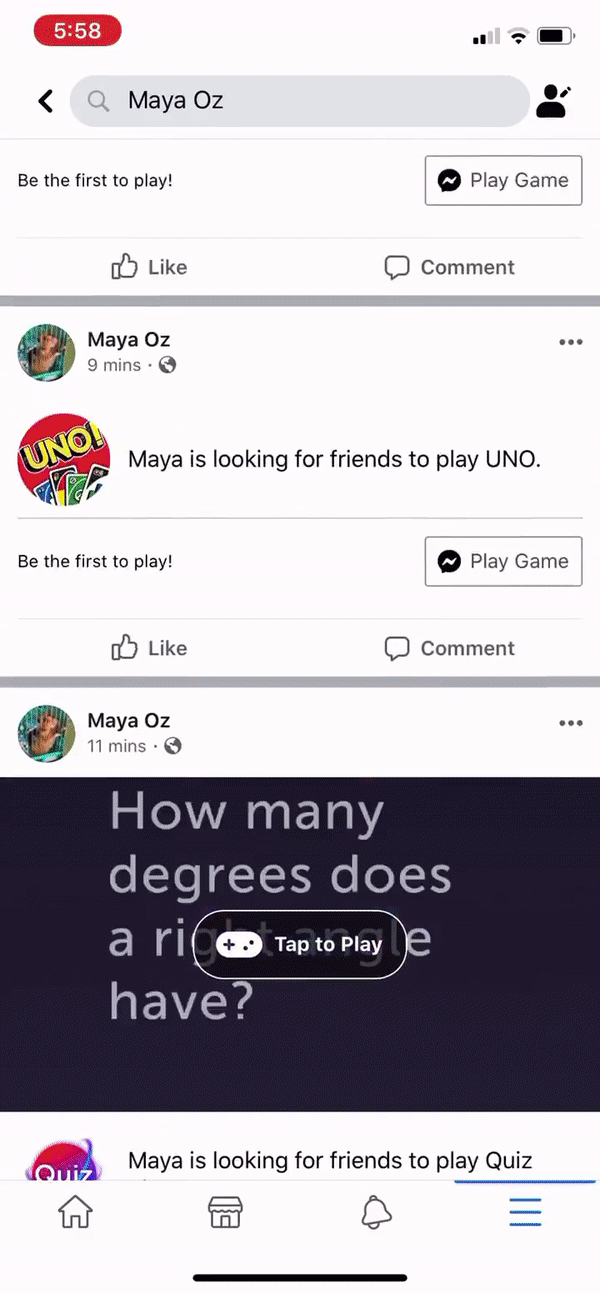 5:58
Maya Oz
Be the first to play!
Play Game
Like
Comment
Maya Oz
9 mins ·
UNO!
Maya is looking for friends to play UNO.
Be the first to play!
Play Game
Like
Comment
Maya Oz
11 mins ·
How many
degrees does
a right angle
Tap to Play
have?
Quiz
Maya is looking for friends to play Quiz